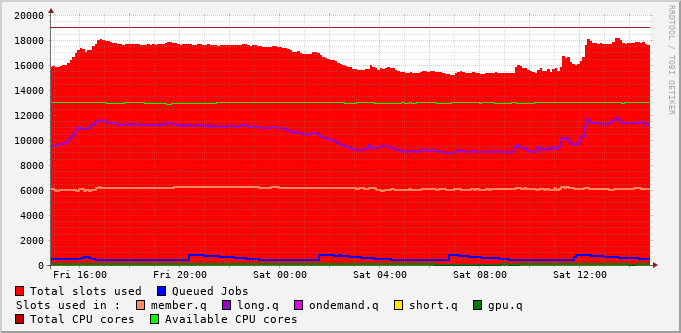 20000
18000
16000
14000
12000
10000
8000
6000
4000
2000
0
Fri 16:00 Fri 20:00 Sat 00:00 Sat 04:00 Sat 08:00 Sat 12:00
Total slots used Queued Jobs
Slots used in : member.q long.q ondemand.q short.q gpu.q
Total CPU cores Available CPU cores
RRDTOOL / TOBI OETIKER